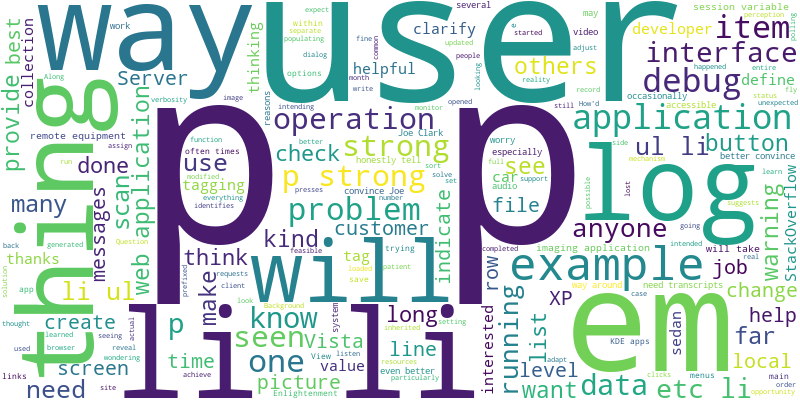 way
user
p p
li li
thing
log
em
will
example
application
interface
item
others
debug
developer
define
button
ul li
anyone
warning
StackOverflow
session variable
perception
polling
may
video
adjust
fine
common
record
month
write
occasionally
accessible
status
fly
happened
entire
unexpected
several
clarify
helpful
options
dialog
populating
separate
within
expect
updated
people
looking
started
reality
opened
still
How'd
thinking
work
best
provide
collection
Along
Server
verbosity
image
reasons
intending
monitor
operation
check
strong
Joe Clark
worry
honestly tell
sort
especially
solve
set
full
side
see
car
audio
support
file
possible
lost
mechanism
suggests
run
learn
better convince
going
intended
real
will take
imaging application
job
change
help
far
local
way around
need transcripts
case
KDE apps
sedan
menus
main
order
opportunity
clicks
XP
row
completed
running
list
level
adapt
want
data
etc li
interested
remote equipment
assign
function
often times
modified,
use
tagging
everything
identifies
better
presses
convince Joe
number
p strong
problem
customer
indicate
trying
tag
feasible
loaded
patient
save
Background
kind
think
make
requests
client
prefixed
look
know
seen
one
Vista
View
listen
system
achieve
value
picture
Enlightenment
resources
even better
particularly
inherited
setting
long
line
time
p
many
done
scan
messages
web application
back
generated
Question
stack
actual
thanks
solution
li ul
thought
create
used
learned
browser
seeing
reveal
wondering
screen
need
links
site